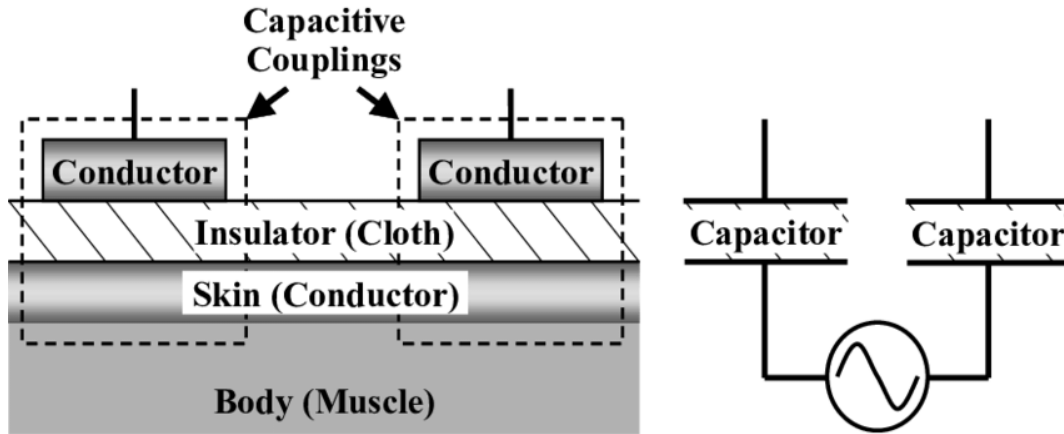 Capacitive
Couplings
Conductor
Conductor
Insulator (Cloth)
Capacitor
Capacitor
Skin (Conductor)
Body (Muscle)